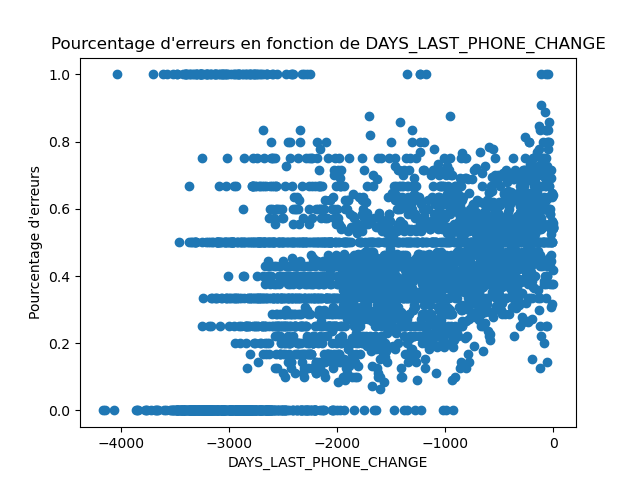 Pourcentage d'erreurs en fonction de DAYS_LAST_PHONE_CHANGE
1.0
0.8
0.6
0.4
0.2
0.0
Pourcentage d'erreurs
−4000 −3000 −2000 −1000 0
DAYS_LAST_PHONE_CHANGE